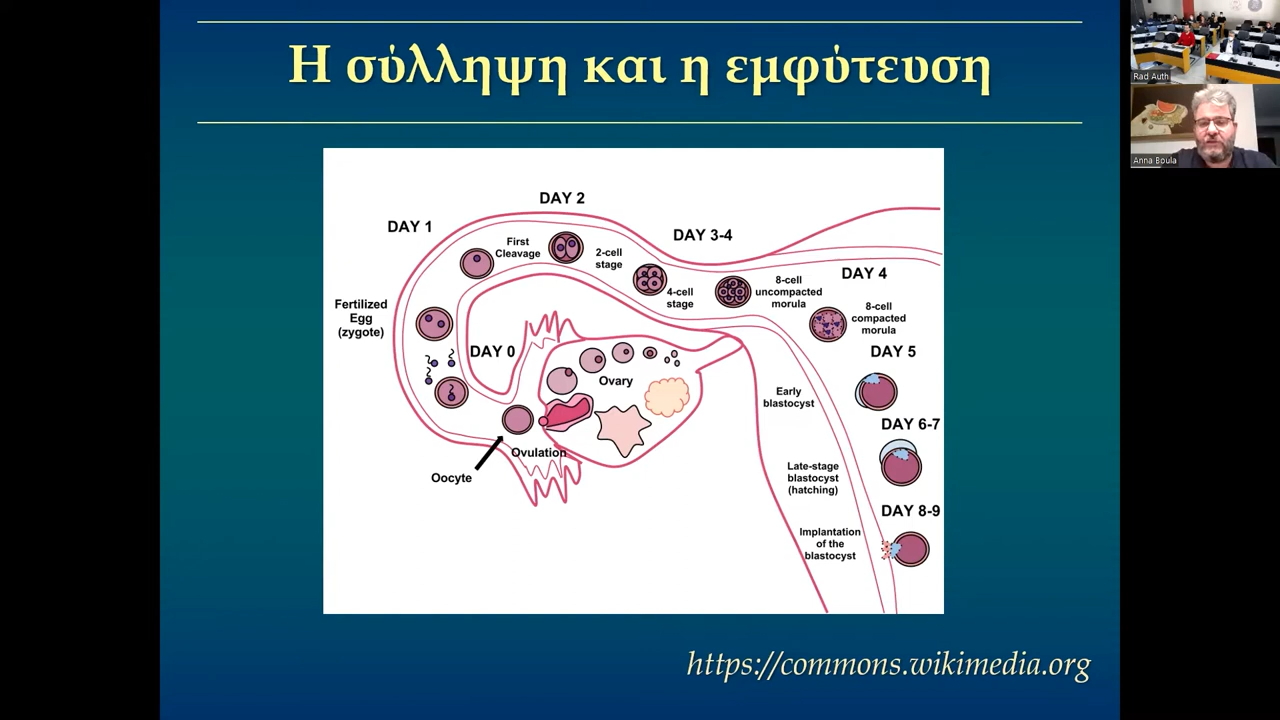 Η σύλληψη και η εμφύτευση
DAY 1
DAY 2
DAY 3-4
DAY 4
First
Cleavage
2-cell
stage
4-cell
stage
8-cell
uncompacted
morula
8-cell
compacted
morula
Fertilized
Egg
(zygote)
DAY 0
Ovary
Ovulation
Oocyte
DAY 5
Early
blastocyst
DAY 6-7
Late-stage
blastocyst
(hatching)
DAY 8-9
Implantation
of the
blastocyst
https://commons.wikimedia.org
Rad Auth
Anna Boula